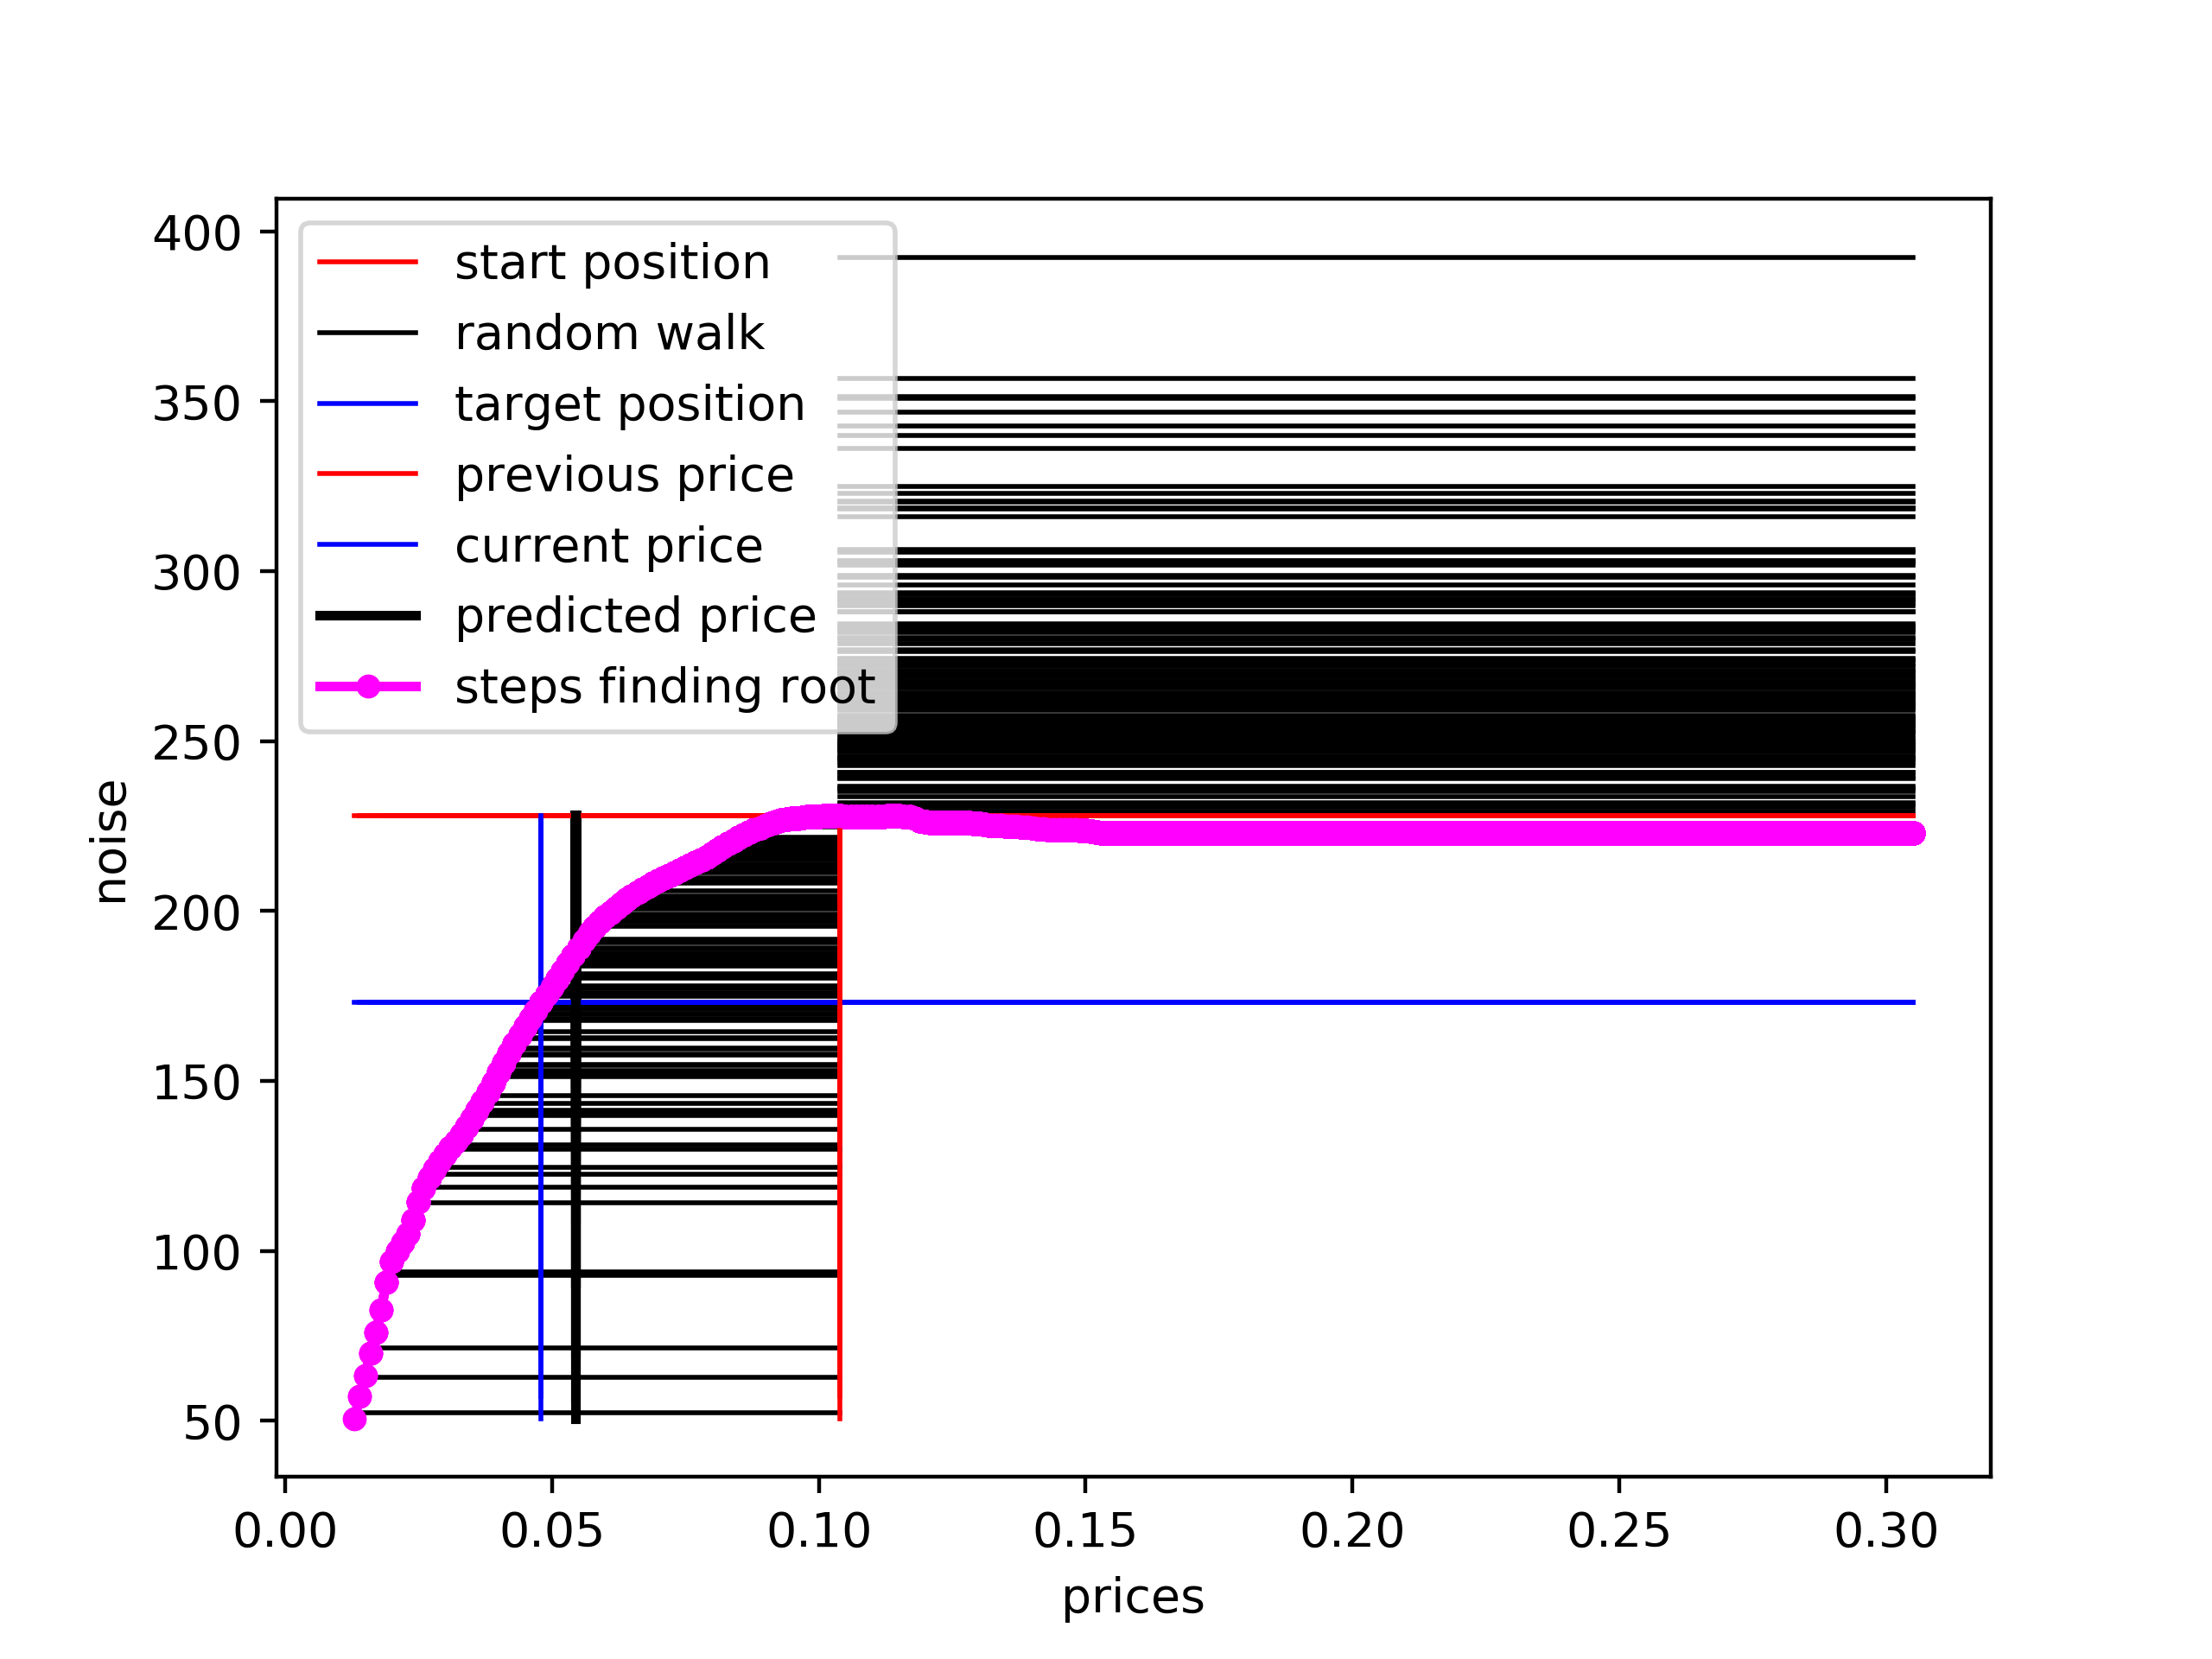 400
350
300
250
200
150
100
50
noise
start position
random walk
target position
previous price
current price
predicted price
steps finding root
0.00 0.05 0.10 0.15 0.20 0.25 0.30
prices